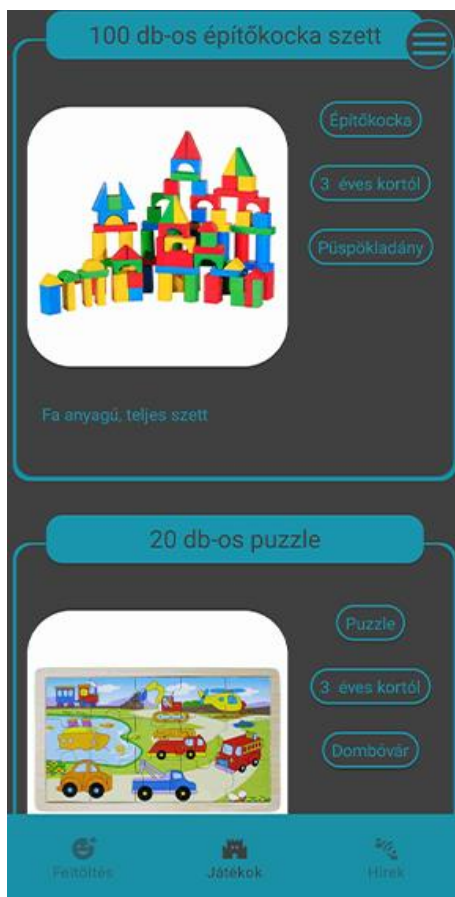 100 db-os építőkocka szett
Építőkocka
3 éves kortól
Püspökladány
Fa anyagú, teljes szett
20 db-os puzzle
Puzzle
3 éves kortól
Dombóvár
Feltöltés
Játékok
Hírek